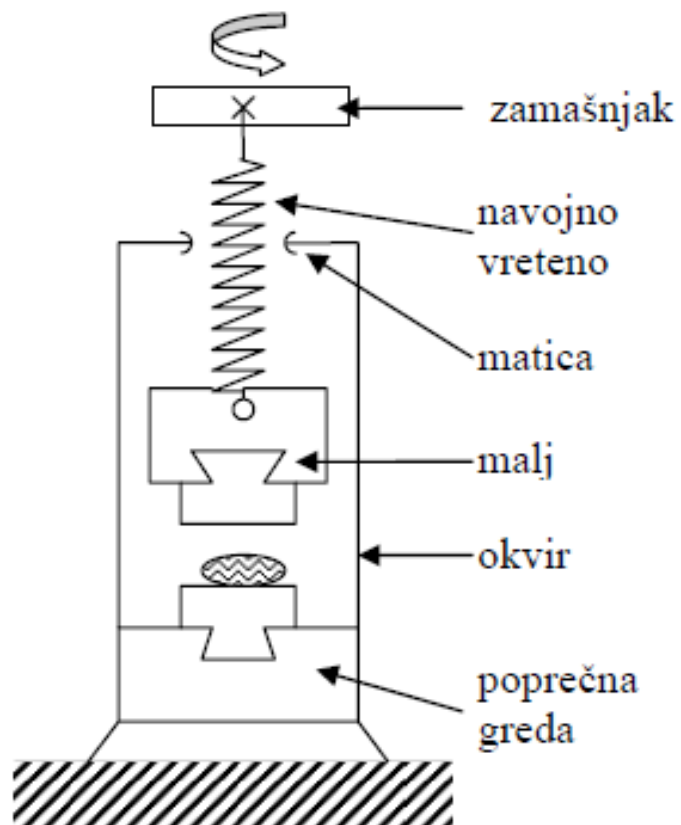 zamašnjak
navojno
vreteno
matica
malj
okvir
poprečna
greda